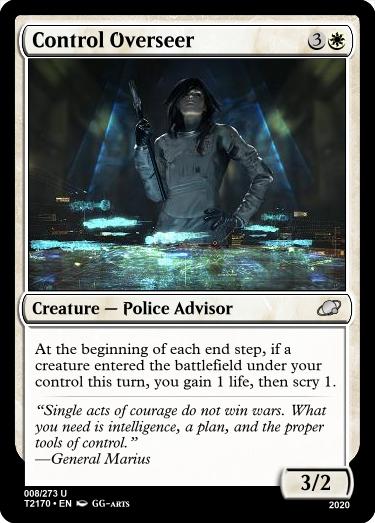 Control Overseer 3
Creature — Police Advisor
At the beginning of each end step, if a
creature entered the battlefield under your
control this turn, you gain 1 life, then scry 1.
“Single acts of courage do not win wars. What
you need is intelligence, a plan, and the proper
tools of control.”
—General Marius
3/2
008/273 U
T2170 • EN GG-ARTS
2020